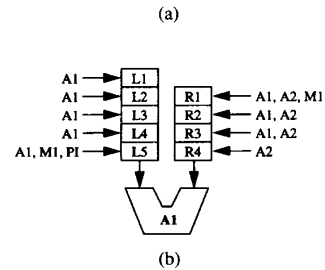 (a)
A1 L1
A1 L2 R1 A1, A2, M1
A1 L3 R2 A1, A2
A1 L4 R3 A1, A2
A1, M1, PI L5 R4 A2
A1
(b)